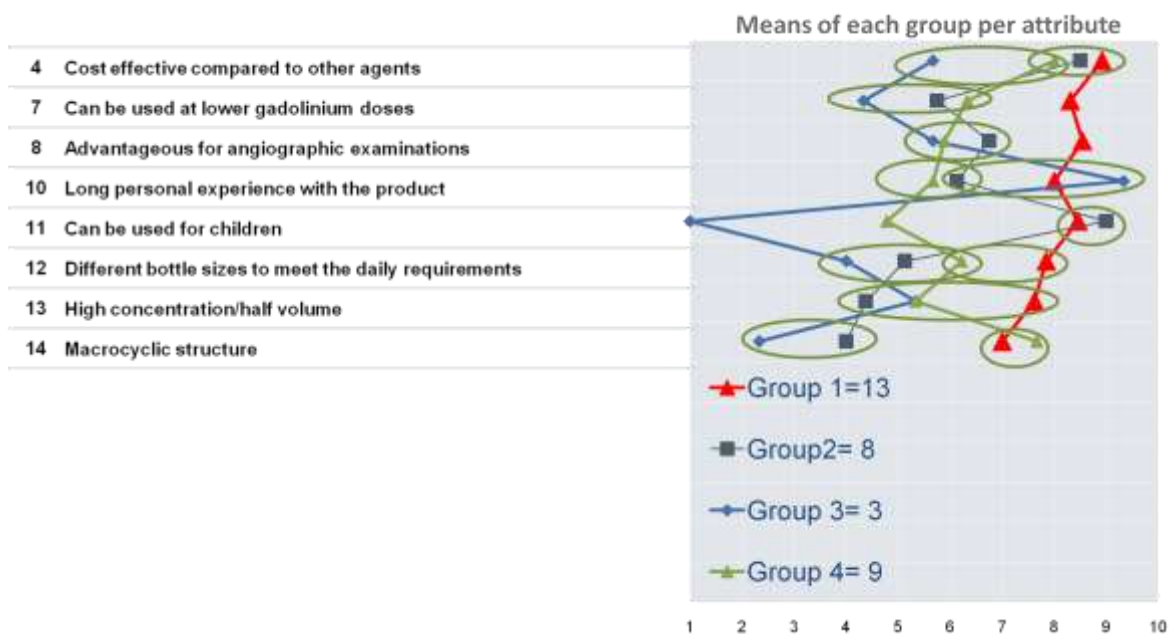 Means of each group per attribute
4 Cost effective compared to other agents
7 Can be used at lower gadolinium doses
8 Advantageous for angiographic examinations
10 Long personal experience with the product
11 Can be used for children
12 Different bottle sizes to meet the daily requirements
13 High concentration/half volume
14 Macrocyclic structure
Group 1=13
Group2= 8
Group 3= 3
Group 4= 9
1 2 3 4 5 6 7 8 9 10